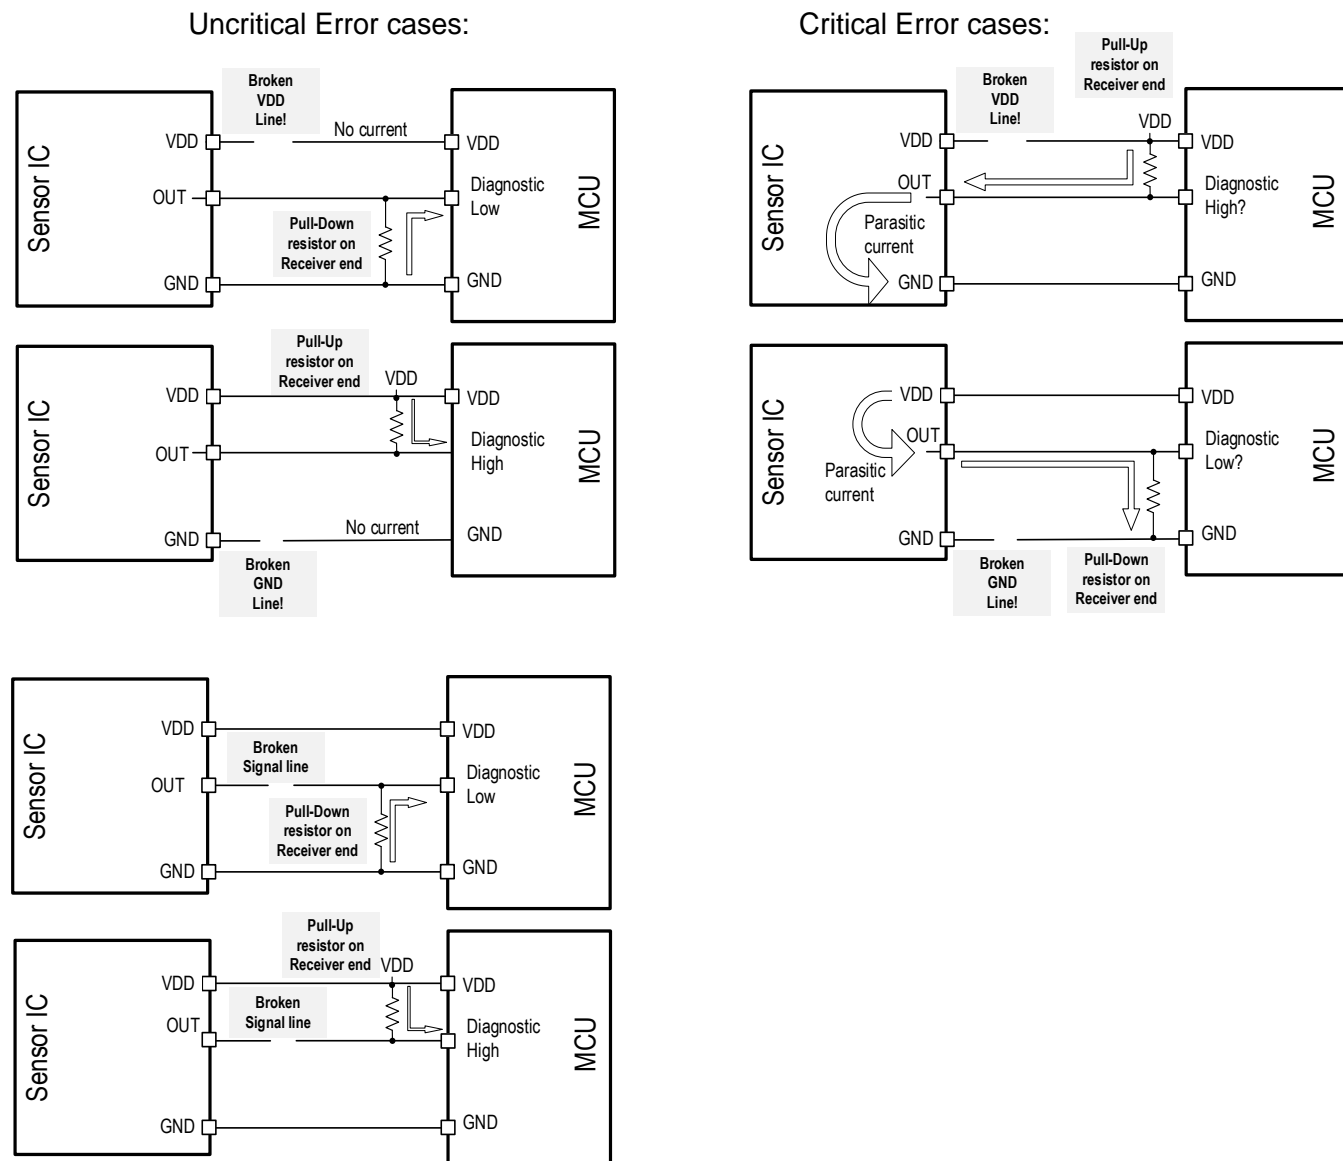 Uncritical Error cases:
Critical Error cases:
Broken
VDD
Line!
Sensor IC
VDD
No current
VDD
OUT
Diagnostic
Low
MCU
Pull-Down
resistor on
Receiver end
GND
GND
Pull-Up
resistor on
Receiver end
VDD
Sensor IC
VDD
VDD
OUT
Diagnostic
High
MCU
No current
GND
GND
Broken
GND
Line!
Sensor IC
VDD
VDD
Broken
Signal line
OUT
Diagnostic
Low
MCU
Pull-Down
resistor on
Receiver end
GND
GND
Pull-Up
resistor on
Receiver end
VDD
Sensor IC
VDD
VDD
Broken
Signal line
OUT
Diagnostic
High
MCU
GND
GND
Pull-Up
resistor on
Receiver end
Broken
VDD
Line!
VDD
Sensor IC
VDD
VDD
OUT
Diagnostic
High?
MCU
Parasitic
current
GND
GND
Sensor IC
VDD
VDD
OUT
Diagnostic
Low?
MCU
Parasitic
current
GND
GND
Broken
GND
Line!
Pull-Down
resistor on
Receiver end